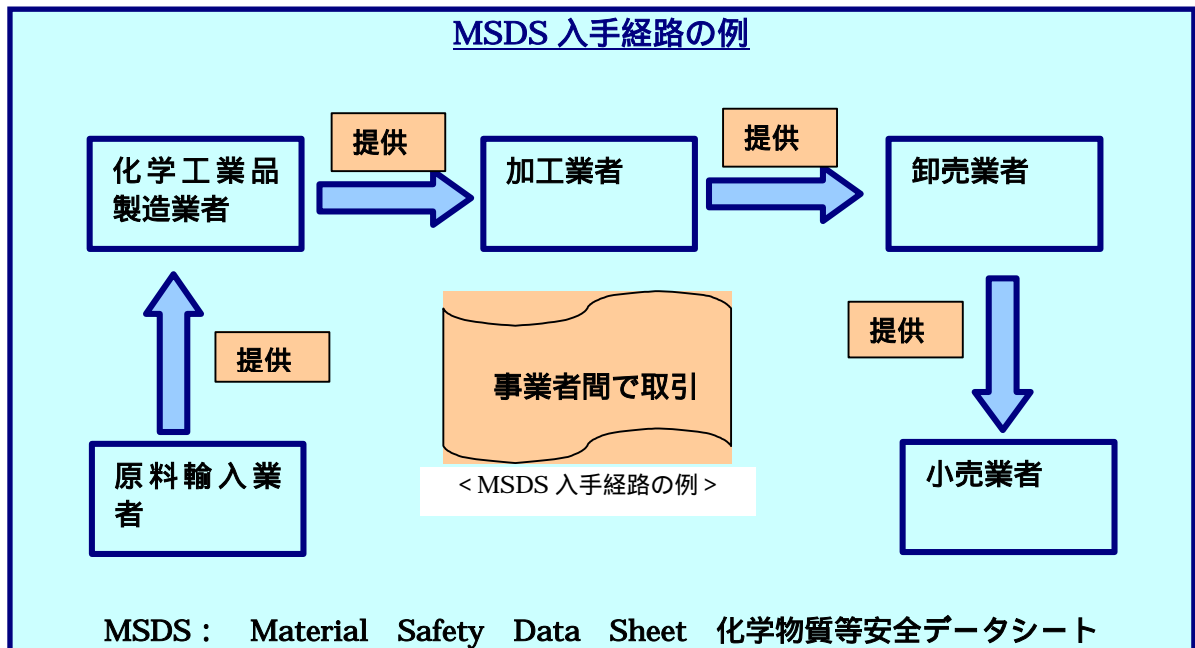 MSDS 入手経路の例
提供
提供
化学工業品
製造業者
加工業者
卸売業者
提供
提供
事業者間で取引
原料輸入業
者
＜MSDS 入手経路の例＞
小売業者
MSDS： Material Safety Data Sheet 化学物質等安全データシート